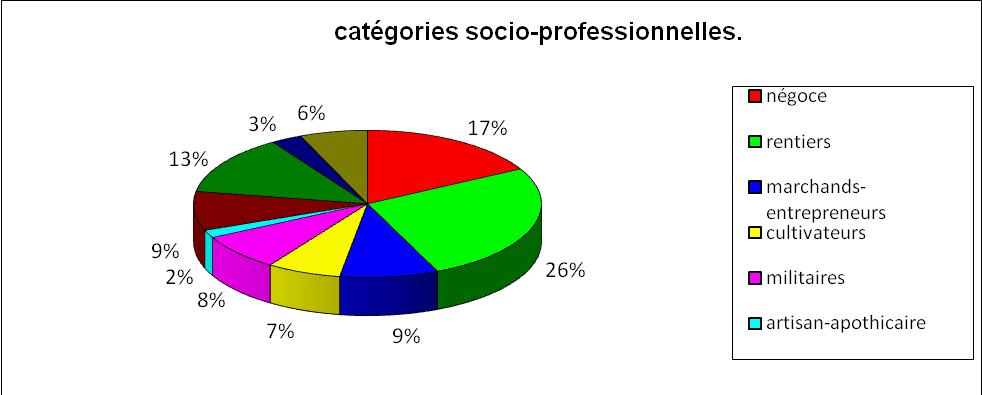 catégories socio-professionnelles.
6%
3%
17%
13%
26%
9%
2%
8%
7%
9%
négoce
rentiers
marchands-
entrepreneurs
cultivateurs
militaires
artisan-apothicaire